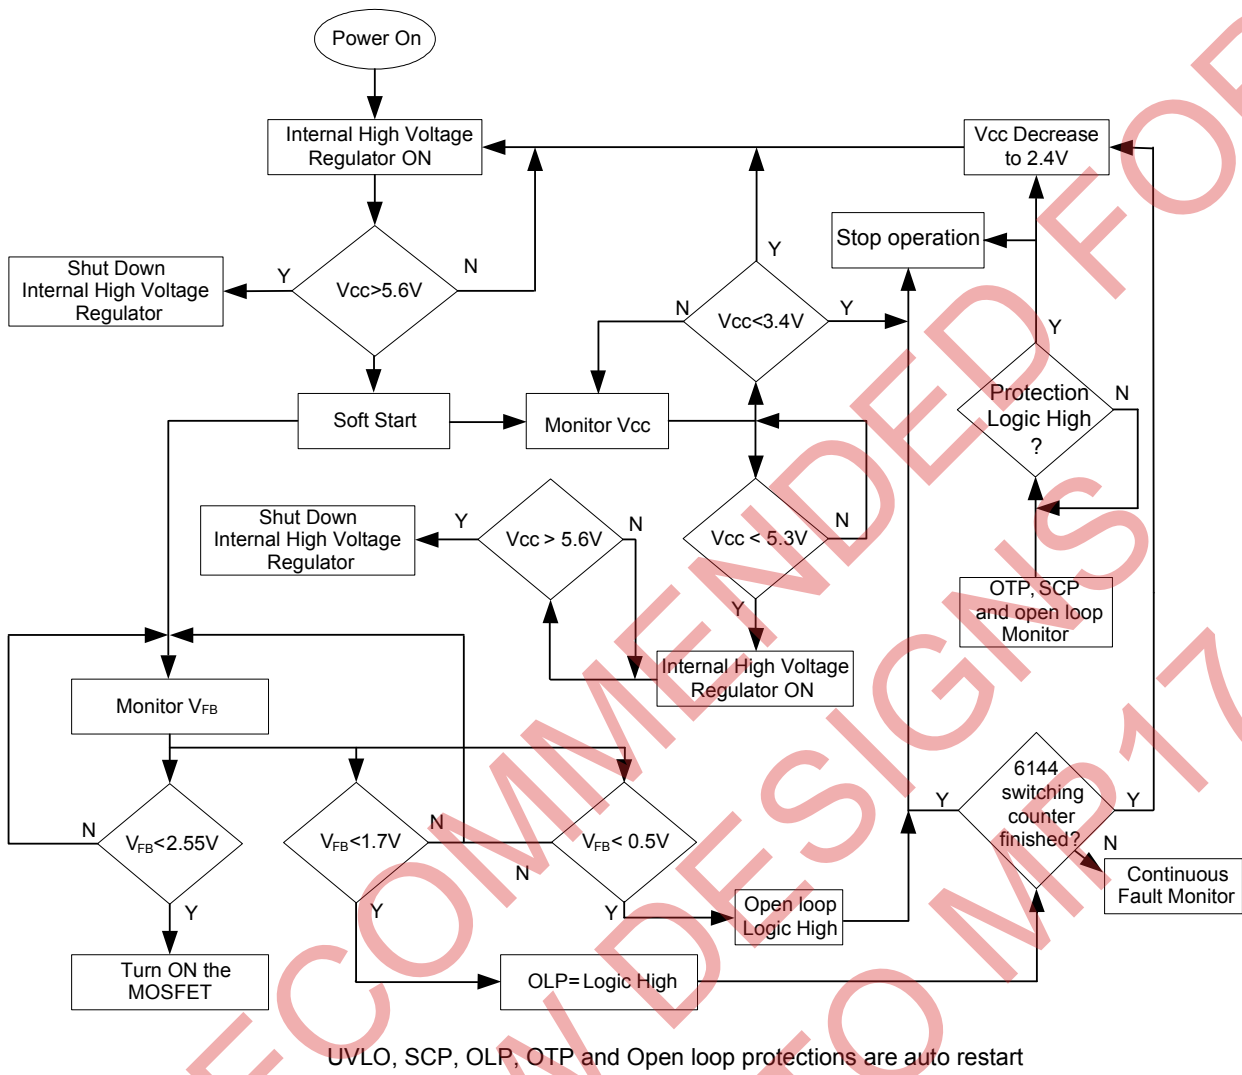 Power On
Internal High Voltage
Regulator ON
Vcc Decrease
to 2.4V
Stop operation
Shut Down
Internal High Voltage
Regulator
Y
Vcc>5.6V
N
Y
N
Vcc<3.4V
Y
Y
Protection
Logic High
?
N
Soft Start
Monitor Vcc
Shut Down
Internal High Voltage
Regulator
Y
Vcc > 5.6V
N
Vcc < 5.3V
N
Y
OTP, SCP
and open loop
Monitor
Internal High Voltage
Regulator ON
Monitor VFB
N
VFB<2.55V
Y
VFB<1.7V
N
Y
N
VFB< 0.5V
Y
Y
6144
switching
counter
finished?
Y
N
Continuous
Fault Monitor
Open loop
Logic High
Turn ON the
MOSFET
OLP=Logic High
UVLO, SCP, OLP, OTP and Open loop protections are auto restart
RECOMMENDED FOR
DESIGNS
TO MP17